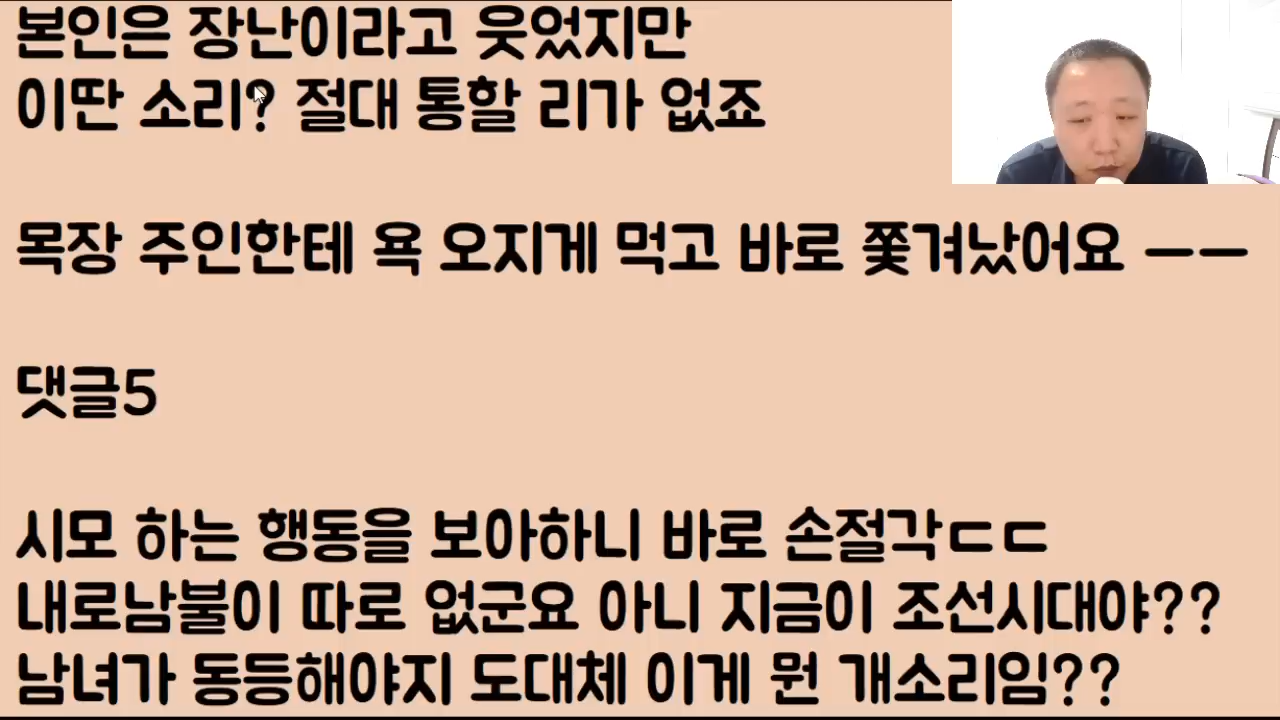 본인은 장난이라고 웃었지만
이딴 소리? 절대 통할 리가 없죠
목장 주인한테 욕 오지게 먹고 바로 쫓겨났어요 ㅡㅡ
댓글5
시모 하는 행동을 보아하니 바로 손절각ㄷㄷ
내로남불이 따로 없군요 아니 지금이 조선시대야??
남녀가 동등해야지 도대체 이게 뭔 개소리임??